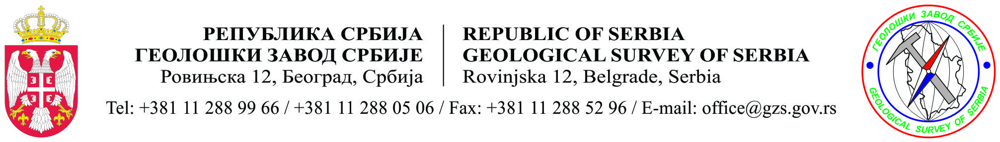 РЕПУБЛИКА СРБИЈА
ГЕОЛОШКИ ЗАВОД СРБИЈЕ
Ровињска 12, Београд, Србија
REPUBLIC OF SERBIA
GEOLOGICAL SURVEY OF SERBIA
Rovinjska 12, Belgrade, Serbia
Tel: +381 11 288 99 66 / +381 11 288 05 06 / Fax: +381 11 288 52 96 / E-mail: office@gzs.gov.rs
ГЕОЛОШКИ ЗАВОД СРБИЈЕ
GEOLOGICAL SURVEY OF SERBIA